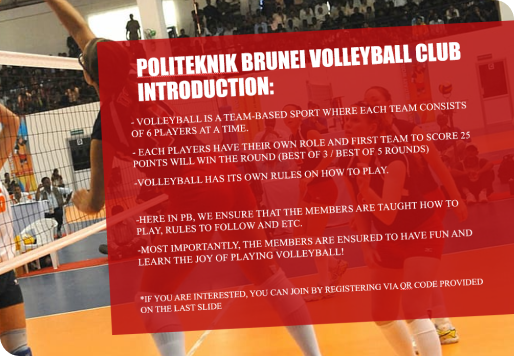 POLITEKNIK BRUNEI VOLLEYBALL CLUB
INTRODUCTION:
- VOLLEYBALL IS A TEAM-BASED SPORT WHERE EACH TEAM CONSISTS
OF 6 PLAYERS AT A TIME.
- EACH PLAYERS HAVE THEIR OWN ROLE AND FIRST TEAM TO SCORE 25
POINTS WILL WIN THE ROUND (BEST OF 3 / BEST OF 5 ROUNDS)
-VOLLEYBALL HAS ITS OWN RULES ON HOW TO PLAY.
-HERE IN PB, WE ENSURE THAT THE MEMBERS ARE TAUGHT HOW TO
PLAY, RULES TO FOLLOW AND ETC.
-MOST IMPORTANTLY, THE MEMBERS ARE ENSURED TO HAVE FUN AND
LEARN THE JOY OF PLAYING VOLLEYBALL!
*IF YOU ARE INTERESTED, YOU CAN JOIN BY REGISTERING VIA QR CODE PROVIDED
ON THE LAST SLIDE